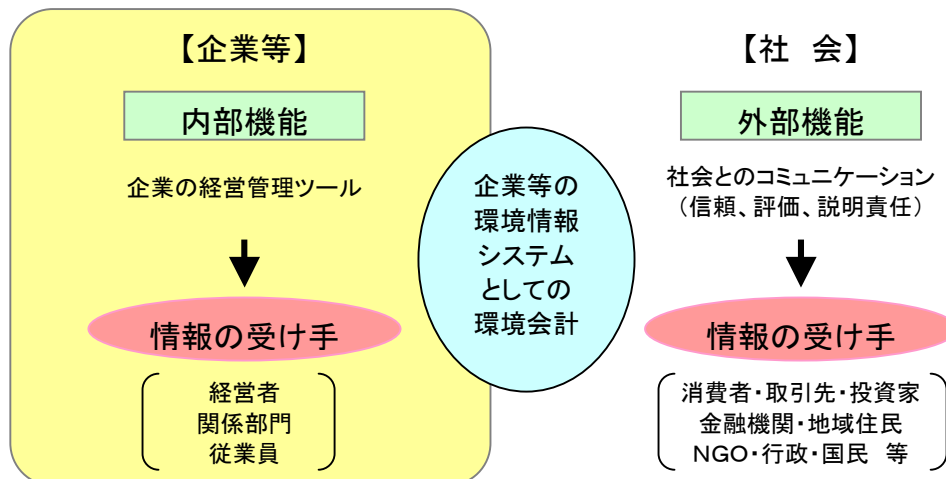 【企業等】
内部機能
企業の経営管理ツール
情報の受け手
経営者
関係部門
従業員
企業等の
環境情報
システム
としての
環境会計
【社 会】
外部機能
社会とのコミュニケーション
（信頼、評価、説明責任）
情報の受け手
消費者・取引先・投資家
金融機関・地域住民
NGO・行政・国民 等